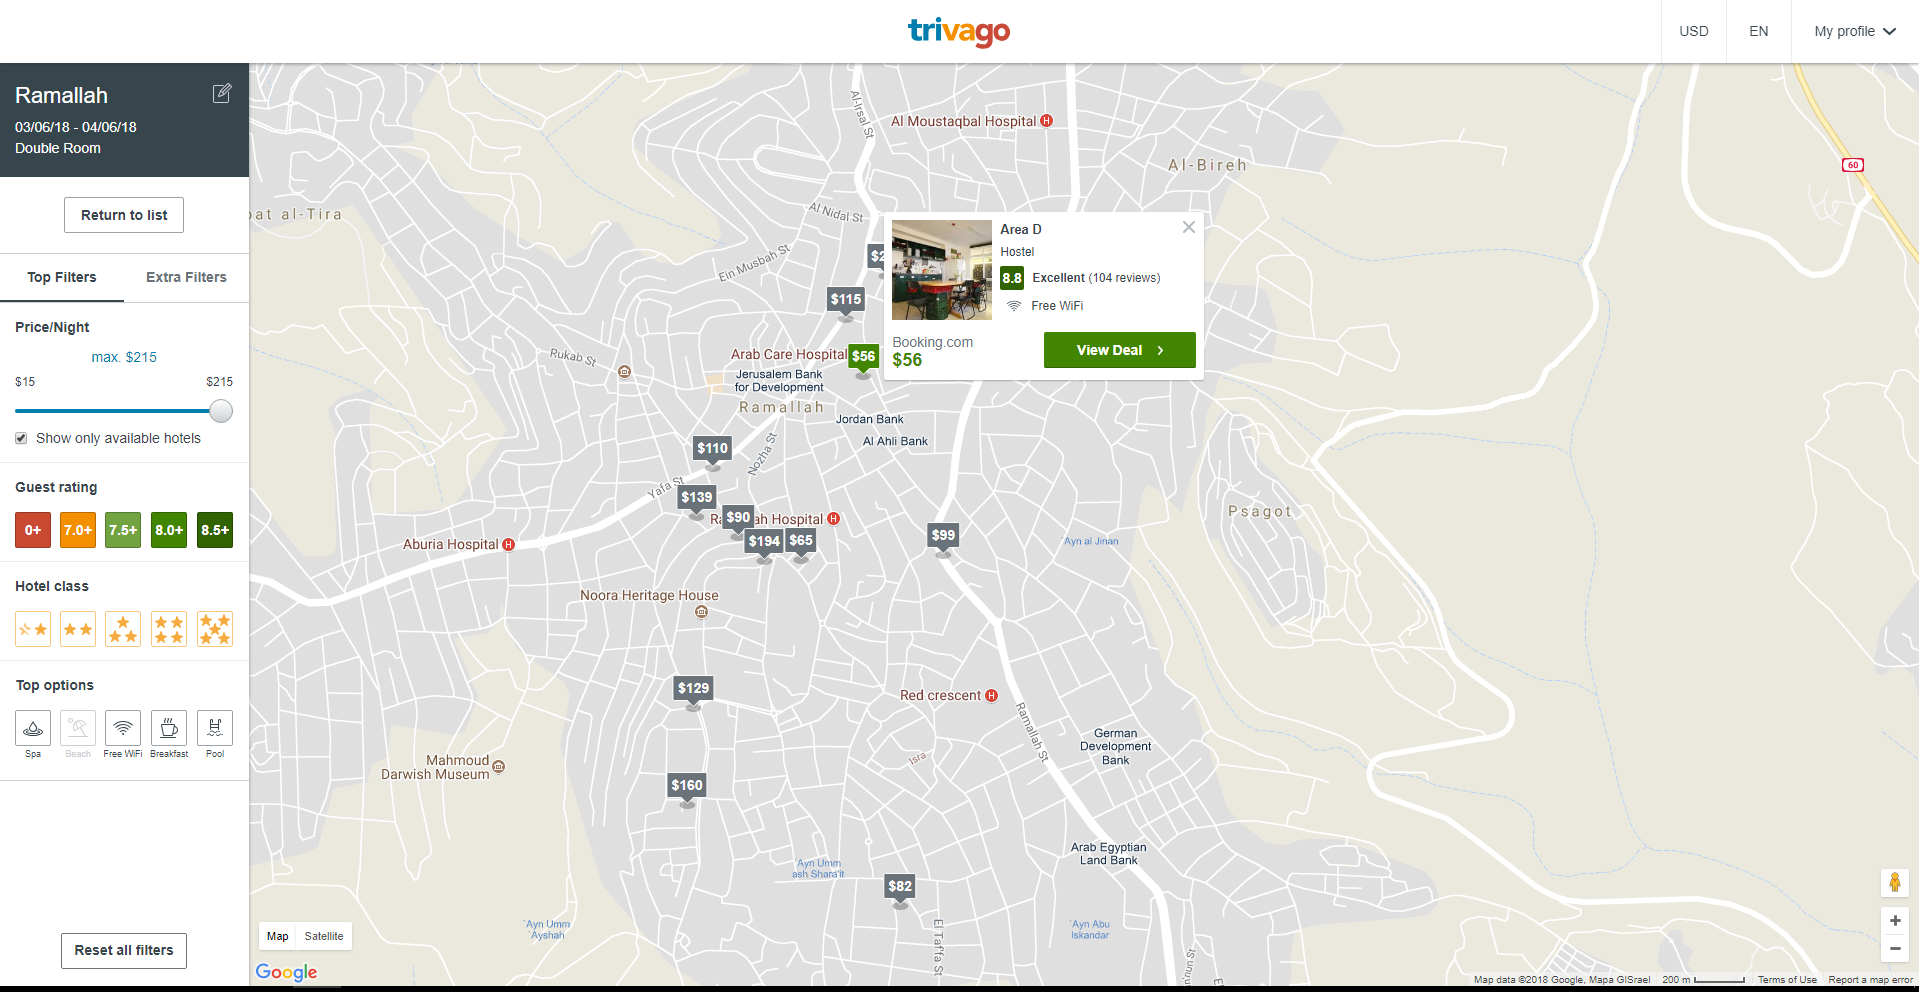 trivago
USD
EN
My profile
Ramallah
03/06/18 - 04/06/18
Double Room
Return to list
Top Filters
Extra Filters
Price/Night
max. $215
$15
$215
Show only available hotels
Guest rating
0+
7.0+
7.5+
8.0+
8.5+
Hotel class
Top options
Spa
Beach
Free WiFi
Breakfast
Pool
Reset all filters
Al-Irsal St
Al Moustaqbal Hospital
H
Al-Bireh
60
al-Tira
Al Nidal St
Ein Musbah St
$115
Area D
Hostel
8.8
Excellent (104 reviews)
Free WiFi
Booking.com
$56
View Deal
Rukab St
Arab Care Hospital
$56
Jerusalem Bank
for Development
Ramallah
Jordan Bank
Al Ahli Bank
$110
Nozha St
Yafa St
$139
$90
Hospital
H
$194
$65
$99
Aburia Hospital
H
'Ayn al Jinan
Psagot
Noora Heritage House
$129
Red crescent
H
Ramallah St
German
Development
Bank
Isra
Mahmoud
Darwish Museum
$160
Arab Egyptian
Land Bank
'Ayn Umm
ash Shara'it
$82
'Ayn Umm
'Ayshah
El Taf'fa St
'Ayn Abu
Iskandar
Map
Satellite
Google
+
−
Map data ©2018 Google, Mapa GISrael
200 m
Terms of Use
Report a map error